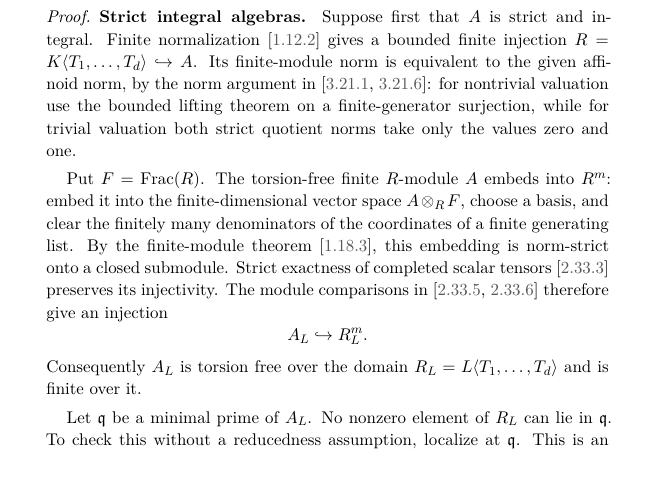 Proof. Strict integral algebras. Suppose first that A is strict and in-
tegral. Finite normalization [1.12.2] gives a bounded finite injection R =
K⟨T₁, . . . , T_d⟩ ↪ A. Its finite-module norm is equivalent to the given affi-
noid norm, by the norm argument in [3.21.1, 3.21.6]: for nontrivial valuation
use the bounded lifting theorem on a finite-generator surjection, while for
trivial valuation both strict quotient norms take only the values zero and
one.
Put F = Frac(R). The torsion-free finite R-module A embeds into Rᵐ:
embed it into the finite-dimensional vector space A⊗_R F, choose a basis, and
clear the finitely many denominators of the coordinates of a finite generating
list. By the finite-module theorem [1.18.3], this embedding is norm-strict
onto a closed submodule. Strict exactness of completed scalar tensors [2.33.3]
preserves its injectivity. The module comparisons in [2.33.5, 2.33.6] therefore
give an injection
A_L ↪ R_L^m.
Consequently A_L is torsion free over the domain R_L = L⟨T₁, . . . , T_d⟩ and is
finite over it.
Let 𝔮 be a minimal prime of A_L. No nonzero element of R_L can lie in 𝔮.
To check this without a reducedness assumption, localize at 𝔮. This is an